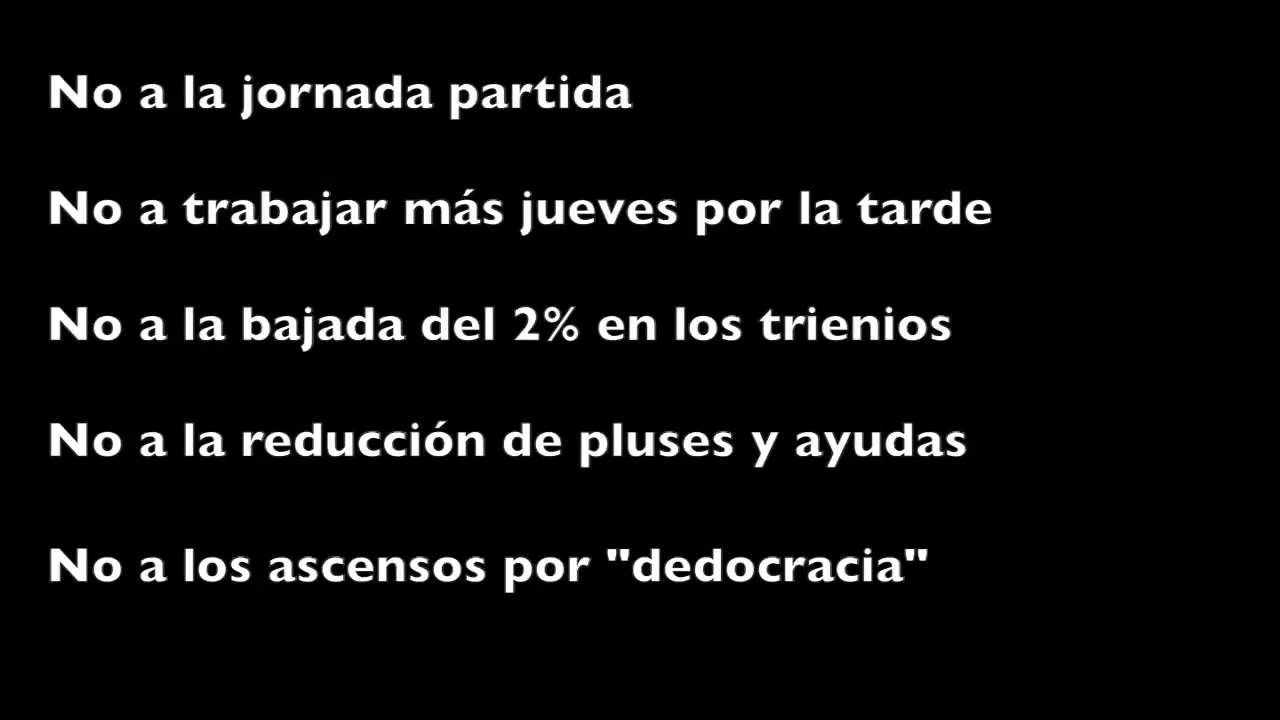 No a la jornada partida
No a trabajar más jueves por la tarde
No a la bajada del 2% en los trienios
No a la reducción de pluses y ayudas
No a los ascensos por "dedocracia"